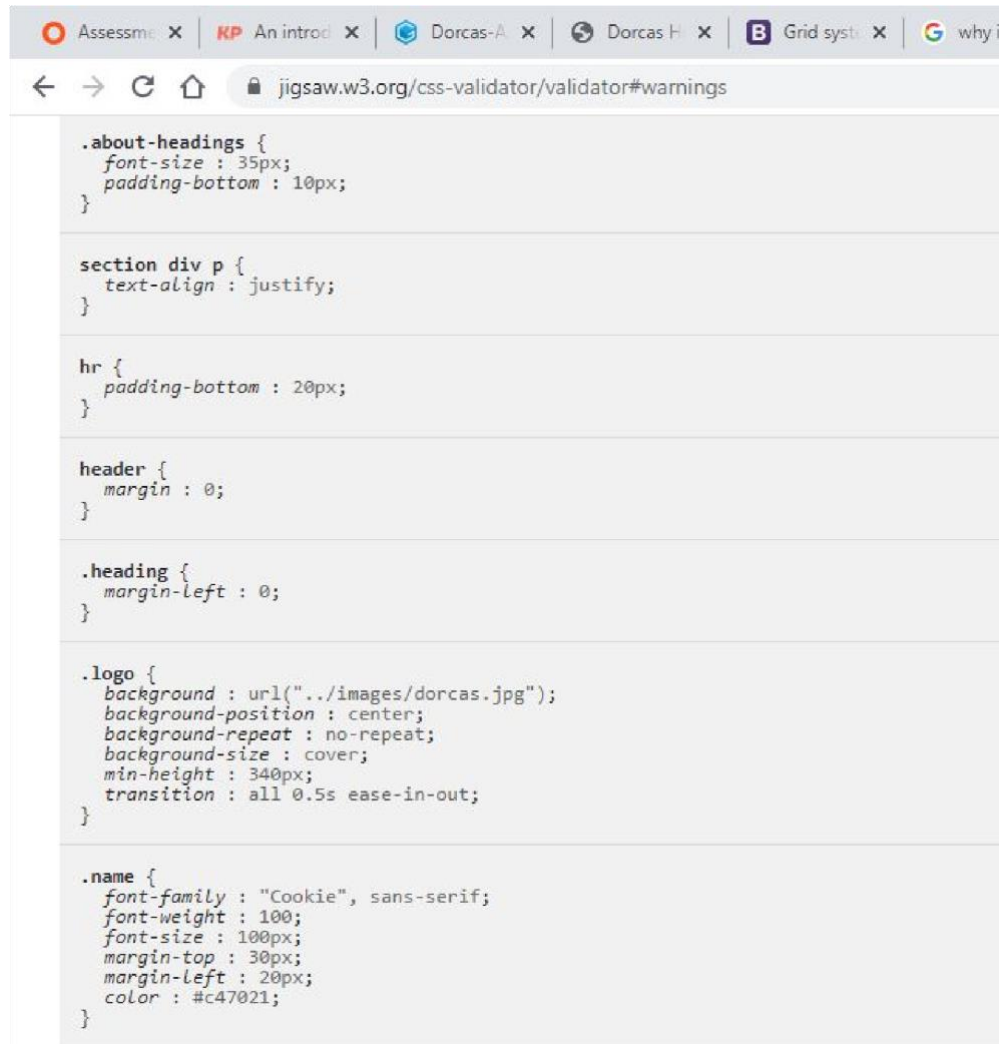 Assessme An introd Dorcas-A Dorcas H B Grid syst G why i
jigsaw.w3.org/css-validator/validator#warnings
.about-headings {
font-size : 35px;
padding-bottom : 10px;
}
section div p {
text-align : justify;
}
hr {
padding-bottom : 20px;
}
header {
margin : 0;
}
.heading {
margin-left : 0;
}
.logo {
background : url("../images/dorcas.jpg");
background-position : center;
background-repeat : no-repeat;
background-size : cover;
min-height : 340px;
transition : all 0.5s ease-in-out;
}
.name {
font-family : "Cookie", sans-serif;
font-weight : 100;
font-size : 100px;
margin-top : 30px;
margin-left : 20px;
color : #c47021;
}